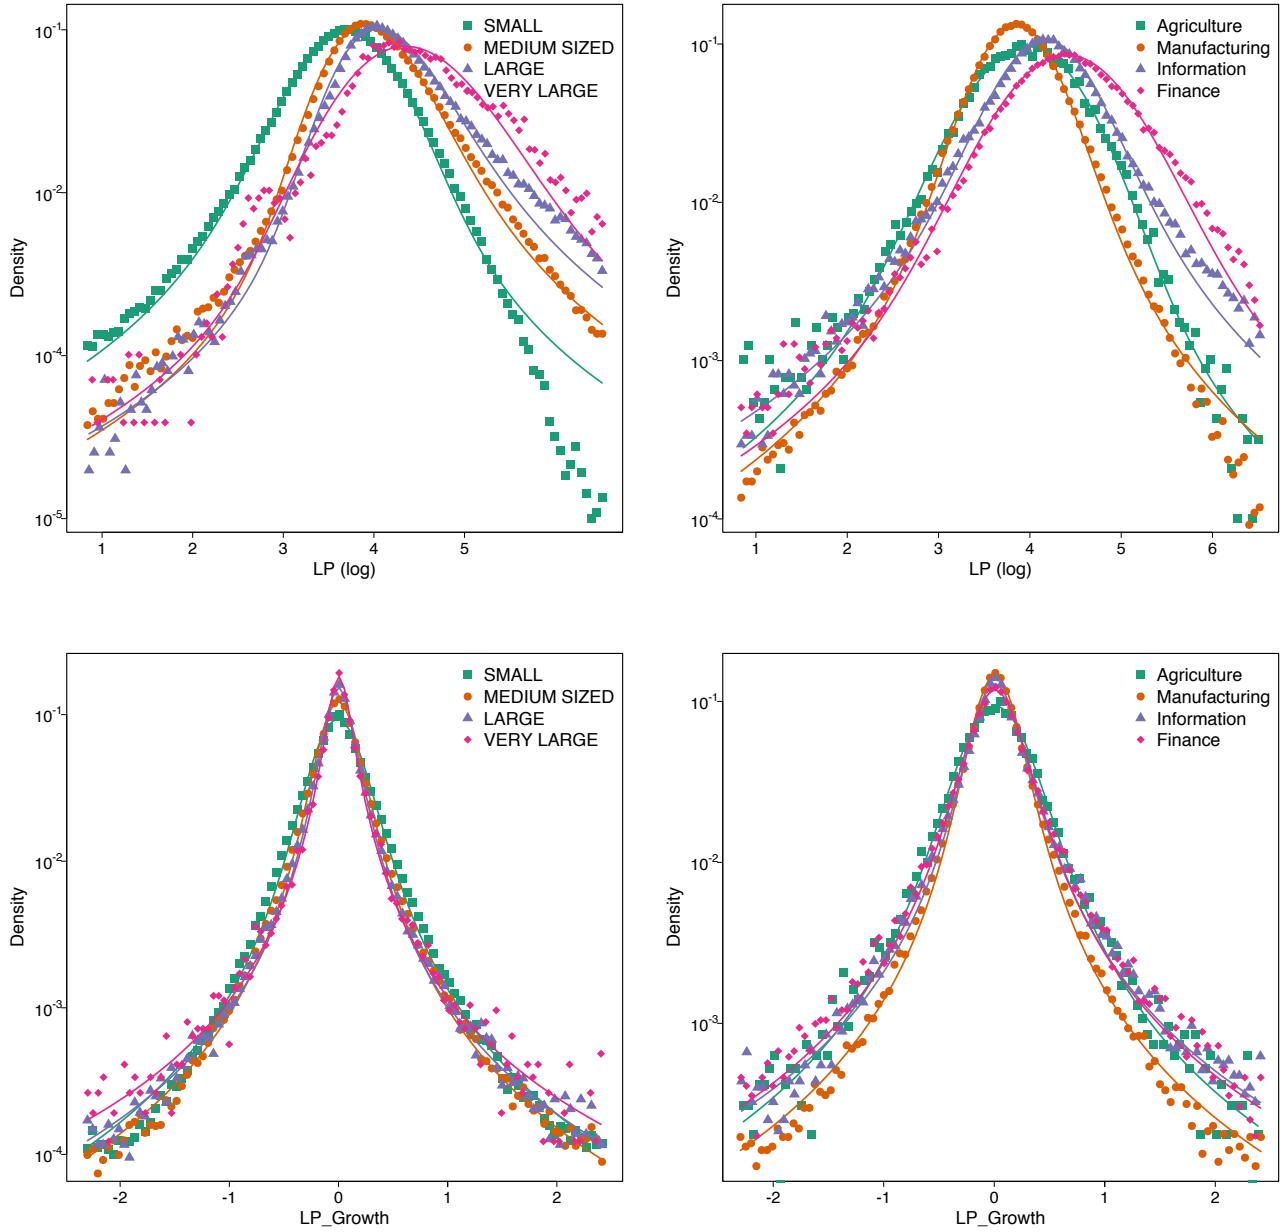 SMALL
MEDIUM SIZED
LARGE
VERY LARGE
10-1
10-2
10-4
10-5
Density
1 2 3 4 5
LP (log)
Agriculture
Manufacturing
Information
Finance
10-1
10-2
10-3
10-4
Density
1 2 3 4 5 6
LP (log)
SMALL
MEDIUM SIZED
LARGE
VERY LARGE
10-1
10-2
10-3
10-4
Density
-2 -1 0 1 2
LP_Growth
Agriculture
Manufacturing
Information
Finance
10-1
10-2
10-3
Density
-2 -1 0 1 2
LP_Growth